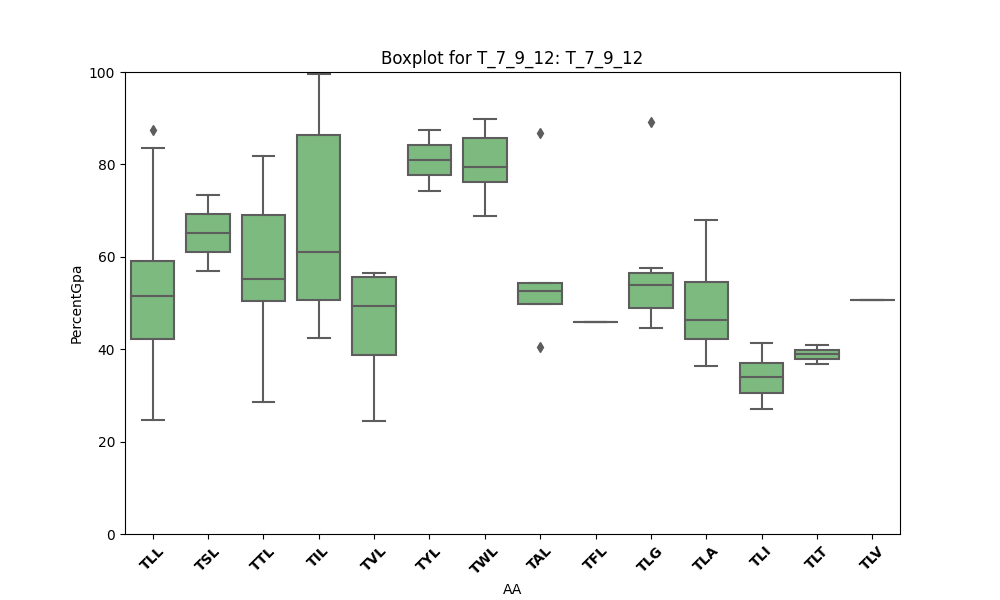 Boxplot for T_7_9_12: T_7_9_12
100
80
60
40
20
0
PercentGpa
TLL TSL TTL TIL TVL TYL TWL TAL TFL TLG TLA TLI TLT TLV
AA